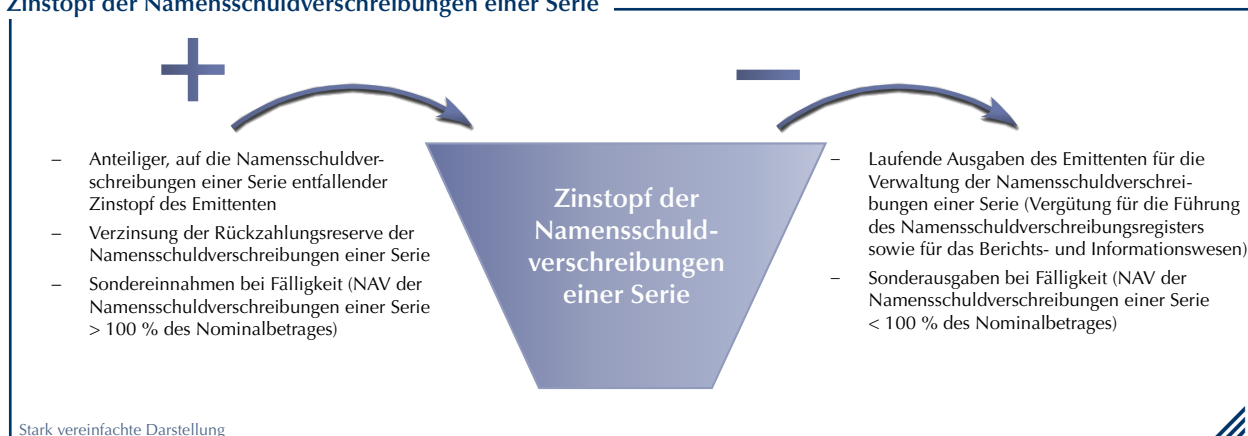 Zinstopf der Namensschuldverschreibungen einer Serie
+
–
– Anteiliger, auf die Namensschuldver-
schreibungen einer Serie entfallender
Zinstopf des Emittenten
– Verzinsung der Rückzahlungsreserve der
Namensschuldverschreibungen einer Serie
– Sondereinnahmen bei Fälligkeit (NAV der
Namensschuldverschreibungen einer Serie
> 100 % des Nominalbetrages)
Zinstopf der
Namensschuld-
verschreibungen
einer Serie
– Laufende Ausgaben des Emittenten für die
Verwaltung der Namensschuldverschrei-
bungen einer Serie (Vergütung für die Führung
des Namensschuldverschreibungsregisters
sowie für das Berichts- und Informationswesen)
– Sonderausgaben bei Fälligkeit (NAV der
Namensschuldverschreibungen einer Serie
< 100 % des Nominalbetrages)
Stark vereinfachte Darstellung